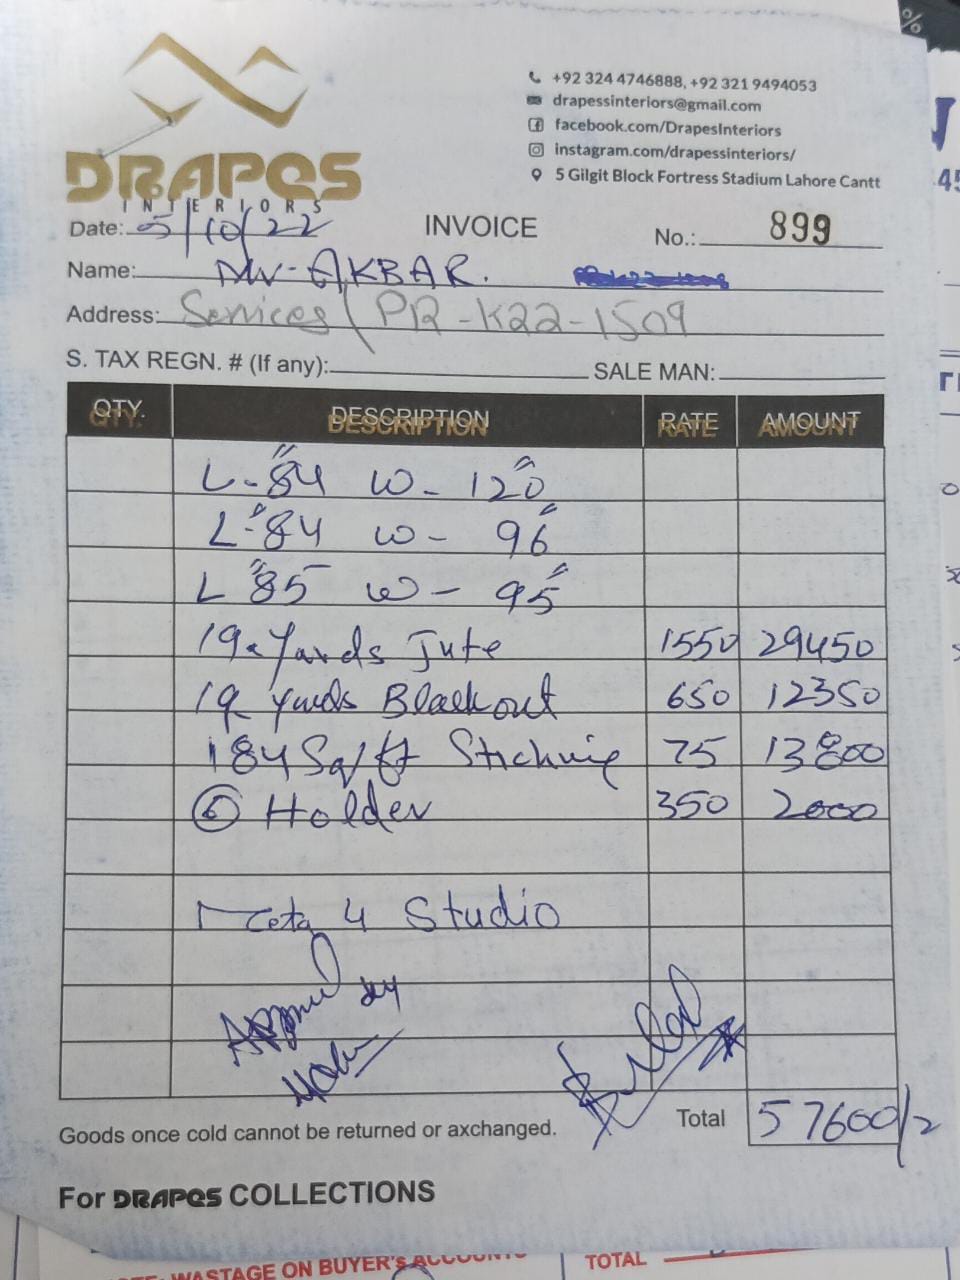 +92 324 4746888, +92 321 9494053
drapessinteriors@gmail.com
facebook.com/DrapesInteriors
instagram.com/drapessinteriors/
5 Gilgit Block Fortress Stadium Lahore Cantt
DRAPES
INTERIORS
INVOICE
Date: 5/10/22
No.: 899
Name: Mr-AKBAR.
Address: Services / PR-K22-1509
S. TAX REGN. # (If any): SALE MAN:
QTY. DESCRIPTION RATE AMOUNT
L-84" W-120"
L-84" W-96"
L 85" W-95"
19 Yards Jute 1550 29450
19 yards Blackout 650 12350
184 Sq/ft Stiching 75 13800
6 Holder 350 2000
Meta 4 Studio
Approved by
Total 57600/2
Goods once cold cannot be returned or axchanged.
For DRAPES COLLECTIONS
WASTAGE ON BUYER's ACCOUNT
TOTAL